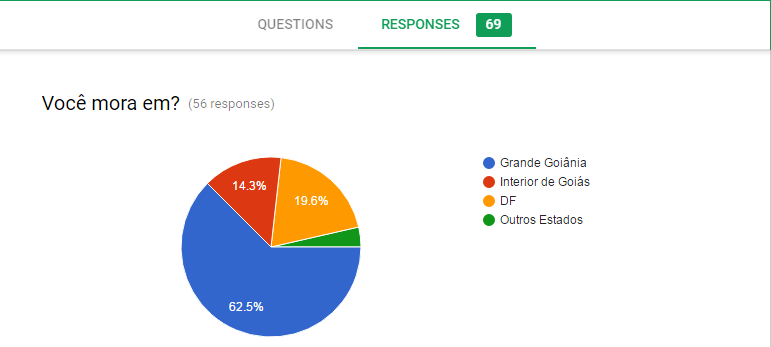 QUESTIONS RESPONSES 69
Você mora em? (56 responses)
14.3%
19.6%
62.5%
Grande Goiânia
Interior de Goiás
DF
Outros Estados